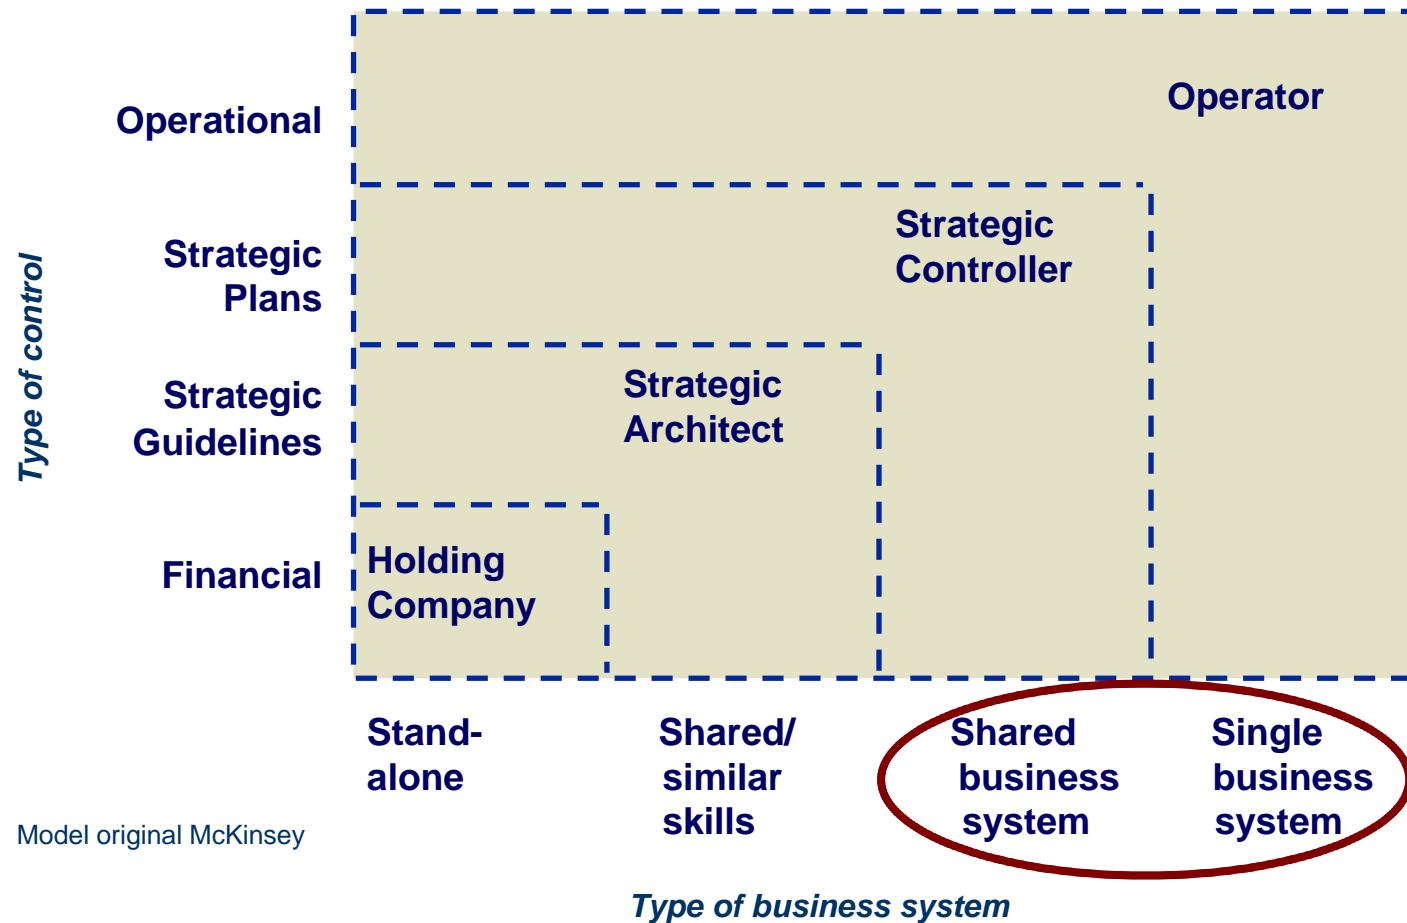 Operator
Operational
Strategic
Controller
Strategic
Plans
Type of control
Strategic
Architect
Strategic
Guidelines
Holding
Company
Financial
Stand-
alone
Shared/
similar
skills
Shared
business
system
Single
business
system
Model original McKinsey
Type of business system